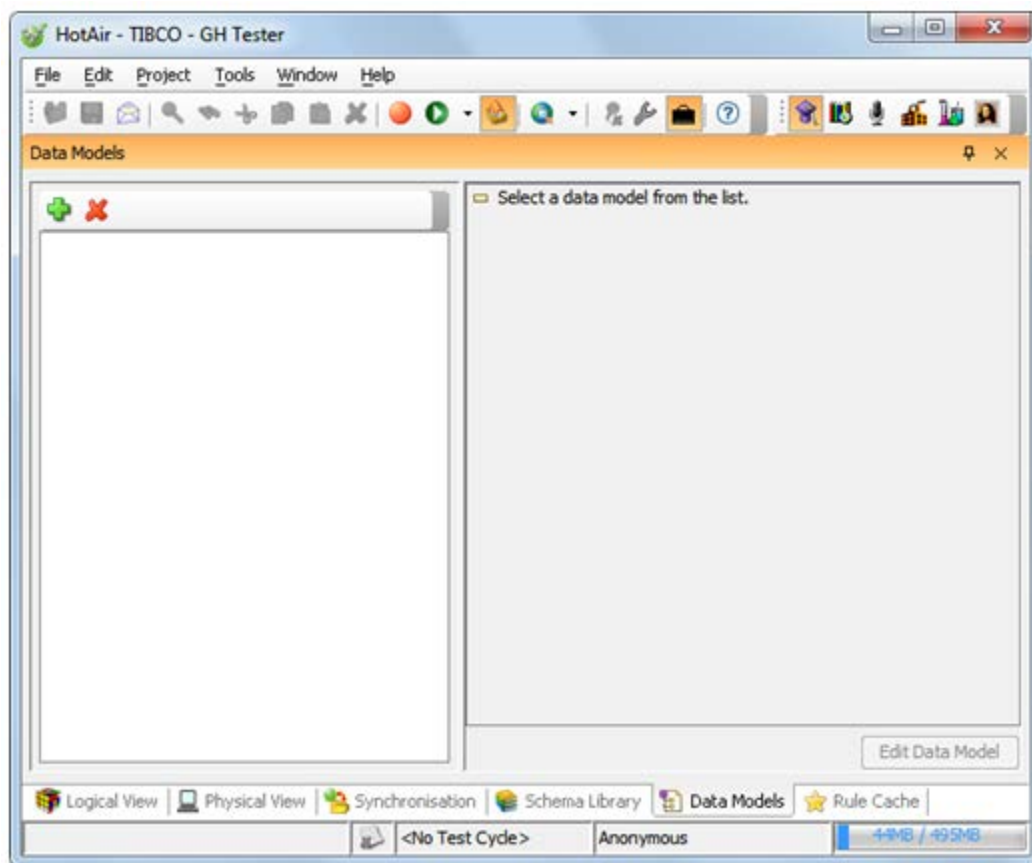 HotAir - TIBCO - GH Tester
File Edit Project Tools Window Help
Data Models
Select a data model from the list.
Edit Data Model
Logical View Physical View Synchronisation Schema Library Data Models Rule Cache
<No Test Cycle> Anonymous 44MB / 495MB